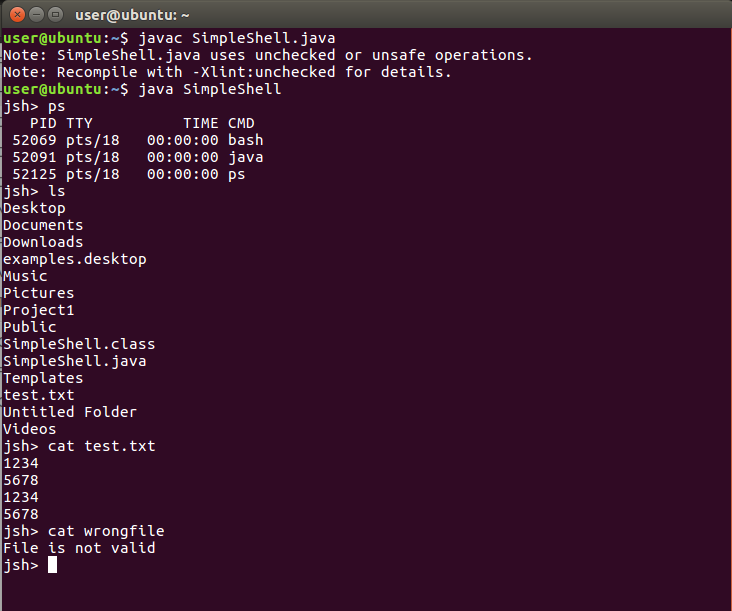 user@ubuntu: ~
user@ubuntu:~$ javac SimpleShell.java
Note: SimpleShell.java uses unchecked or unsafe operations.
Note: Recompile with -Xlint:unchecked for details.
user@ubuntu:~$ java SimpleShell
jsh> ps
   PID TTY          TIME CMD
 52069 pts/18   00:00:00 bash
 52091 pts/18   00:00:00 java
 52125 pts/18   00:00:00 ps
jsh> ls
Desktop
Documents
Downloads
examples.desktop
Music
Pictures
Project1
Public
SimpleShell.class
SimpleShell.java
Templates
test.txt
Untitled Folder
Videos
jsh> cat test.txt
1234
5678
1234
5678
jsh> cat wrongfile
File is not valid
jsh>